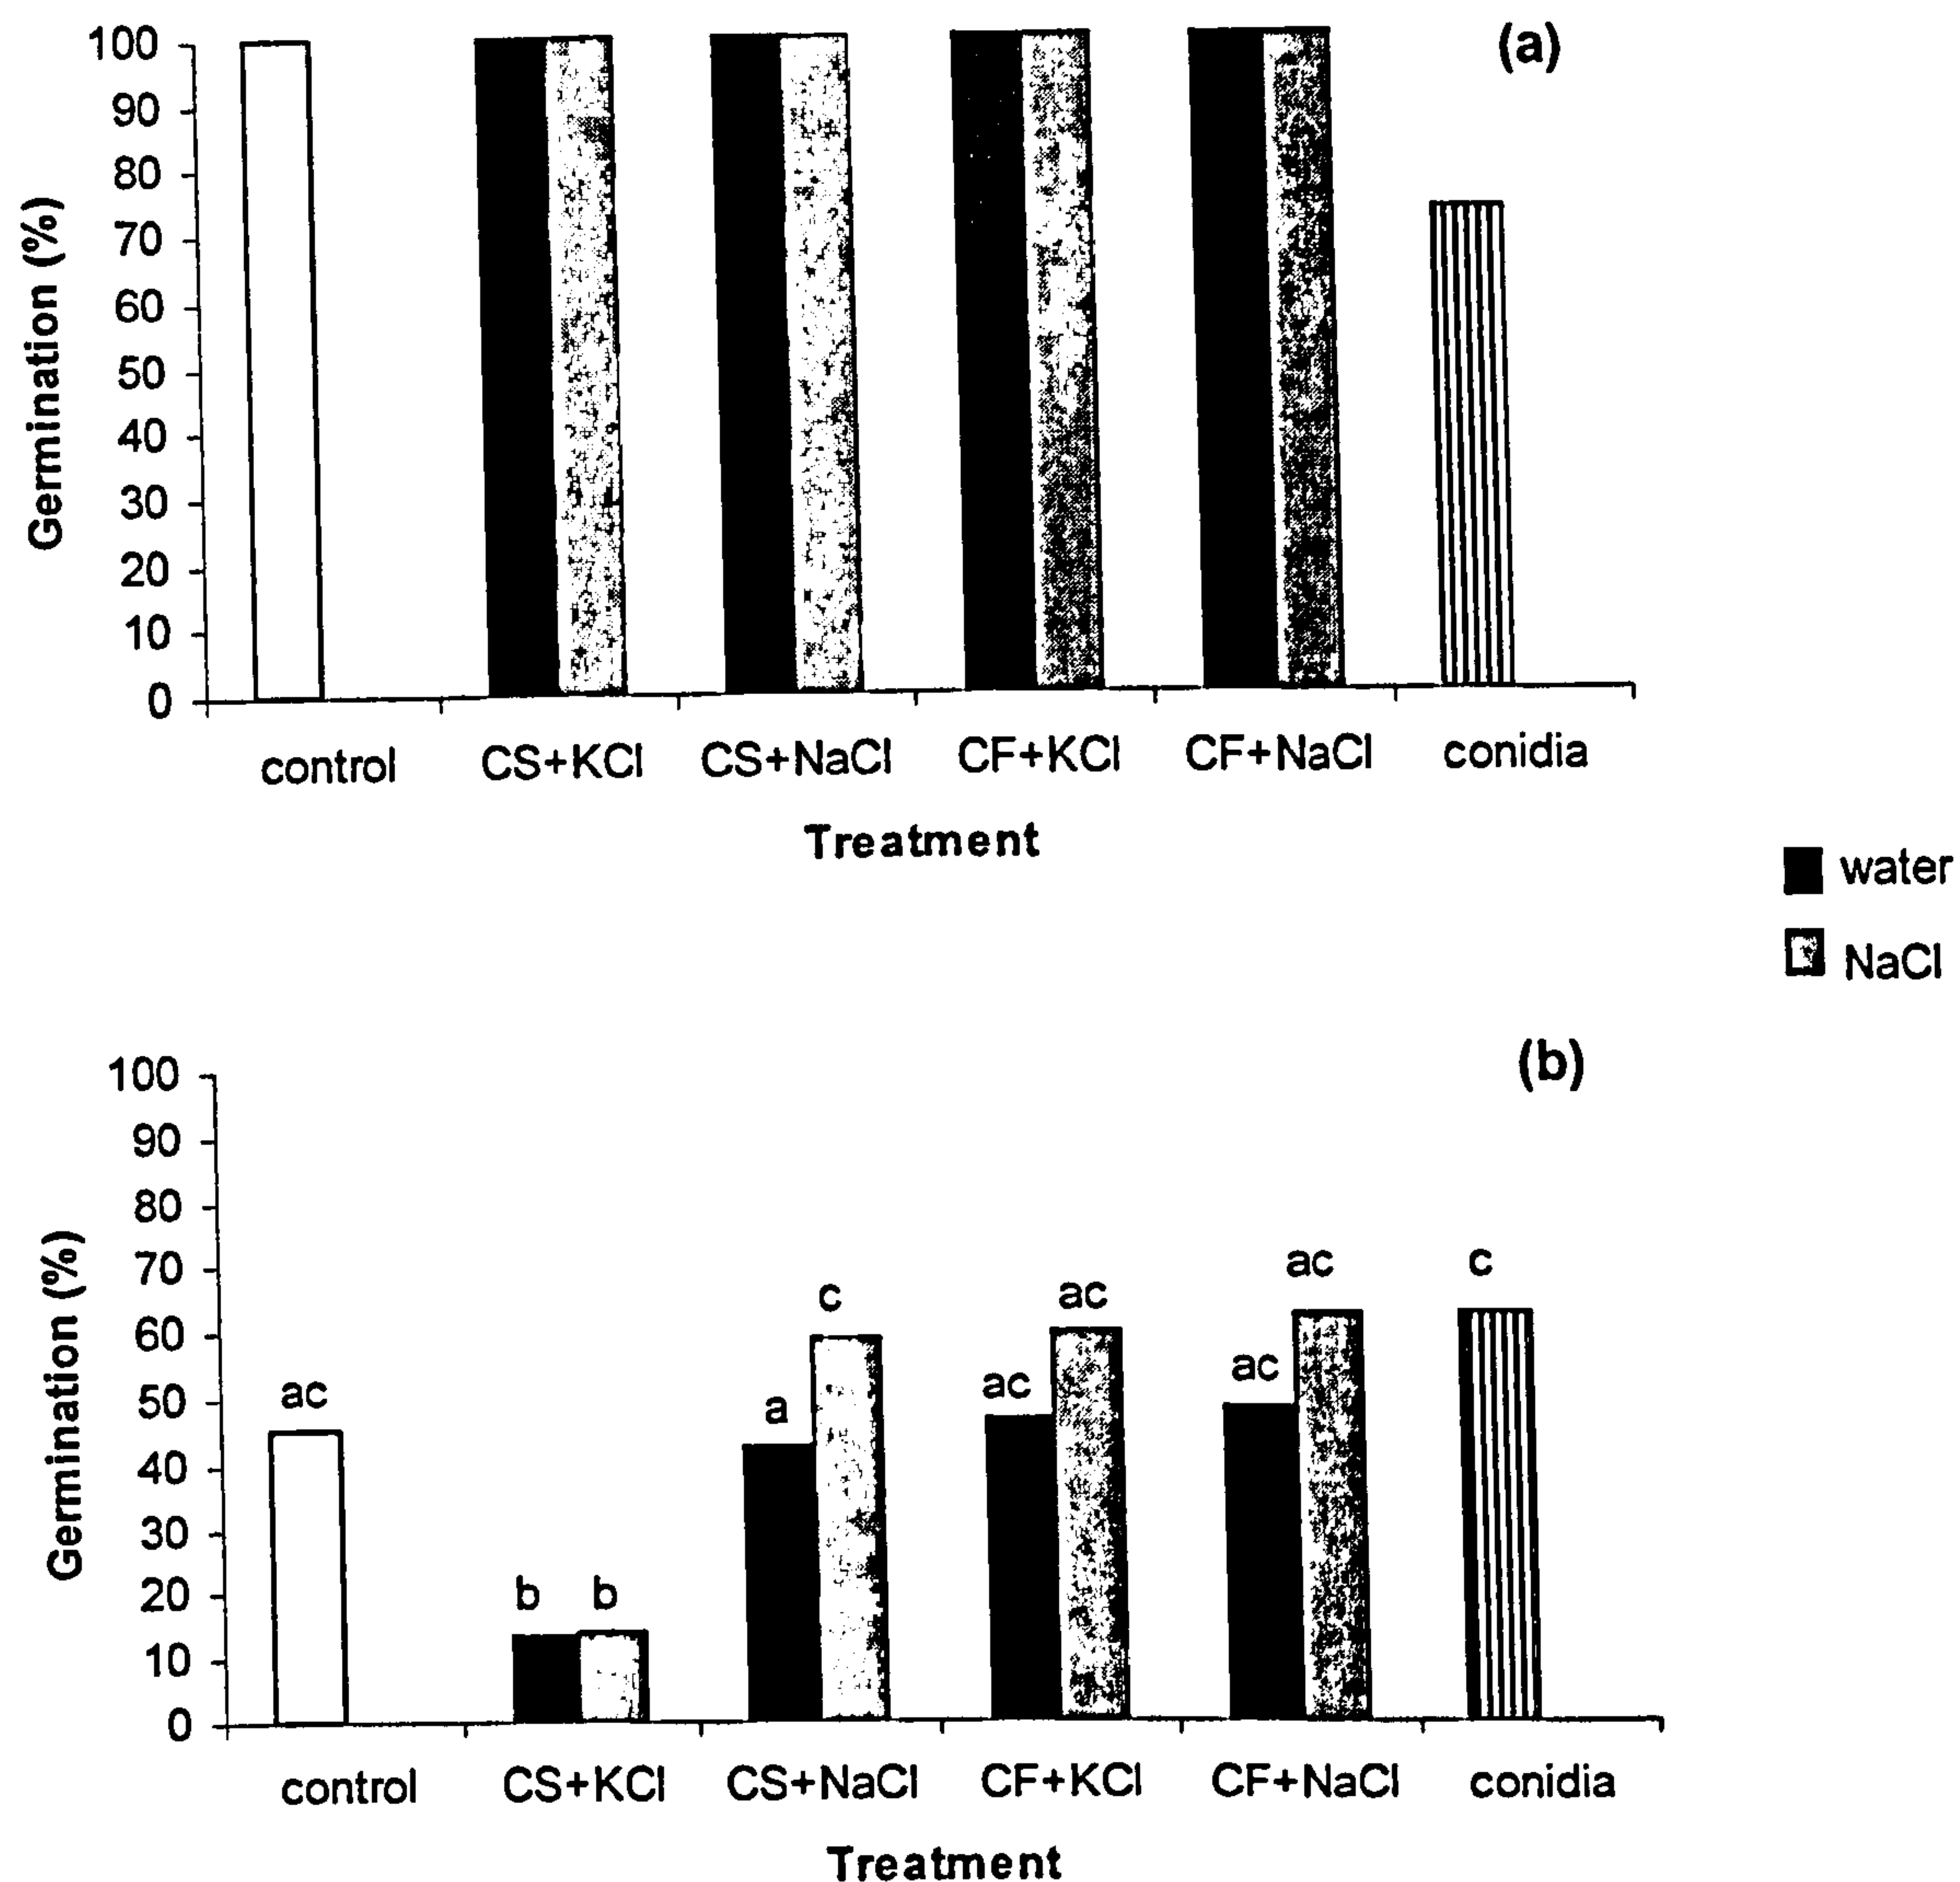 (a)
Germination (%)
100
90
80
70
60
50
40
30
20
10
0
control CS+KCl CS+NaCl CF+KCl CF+NaCl conidia
Treatment
water
NaCl
(b)
Germination (%)
100
90
80
70
60
50
40
30
20
10
0
ac b b a c ac ac ac ac c
control CS+KCl CS+NaCl CF+KCl CF+NaCl conidia
Treatment